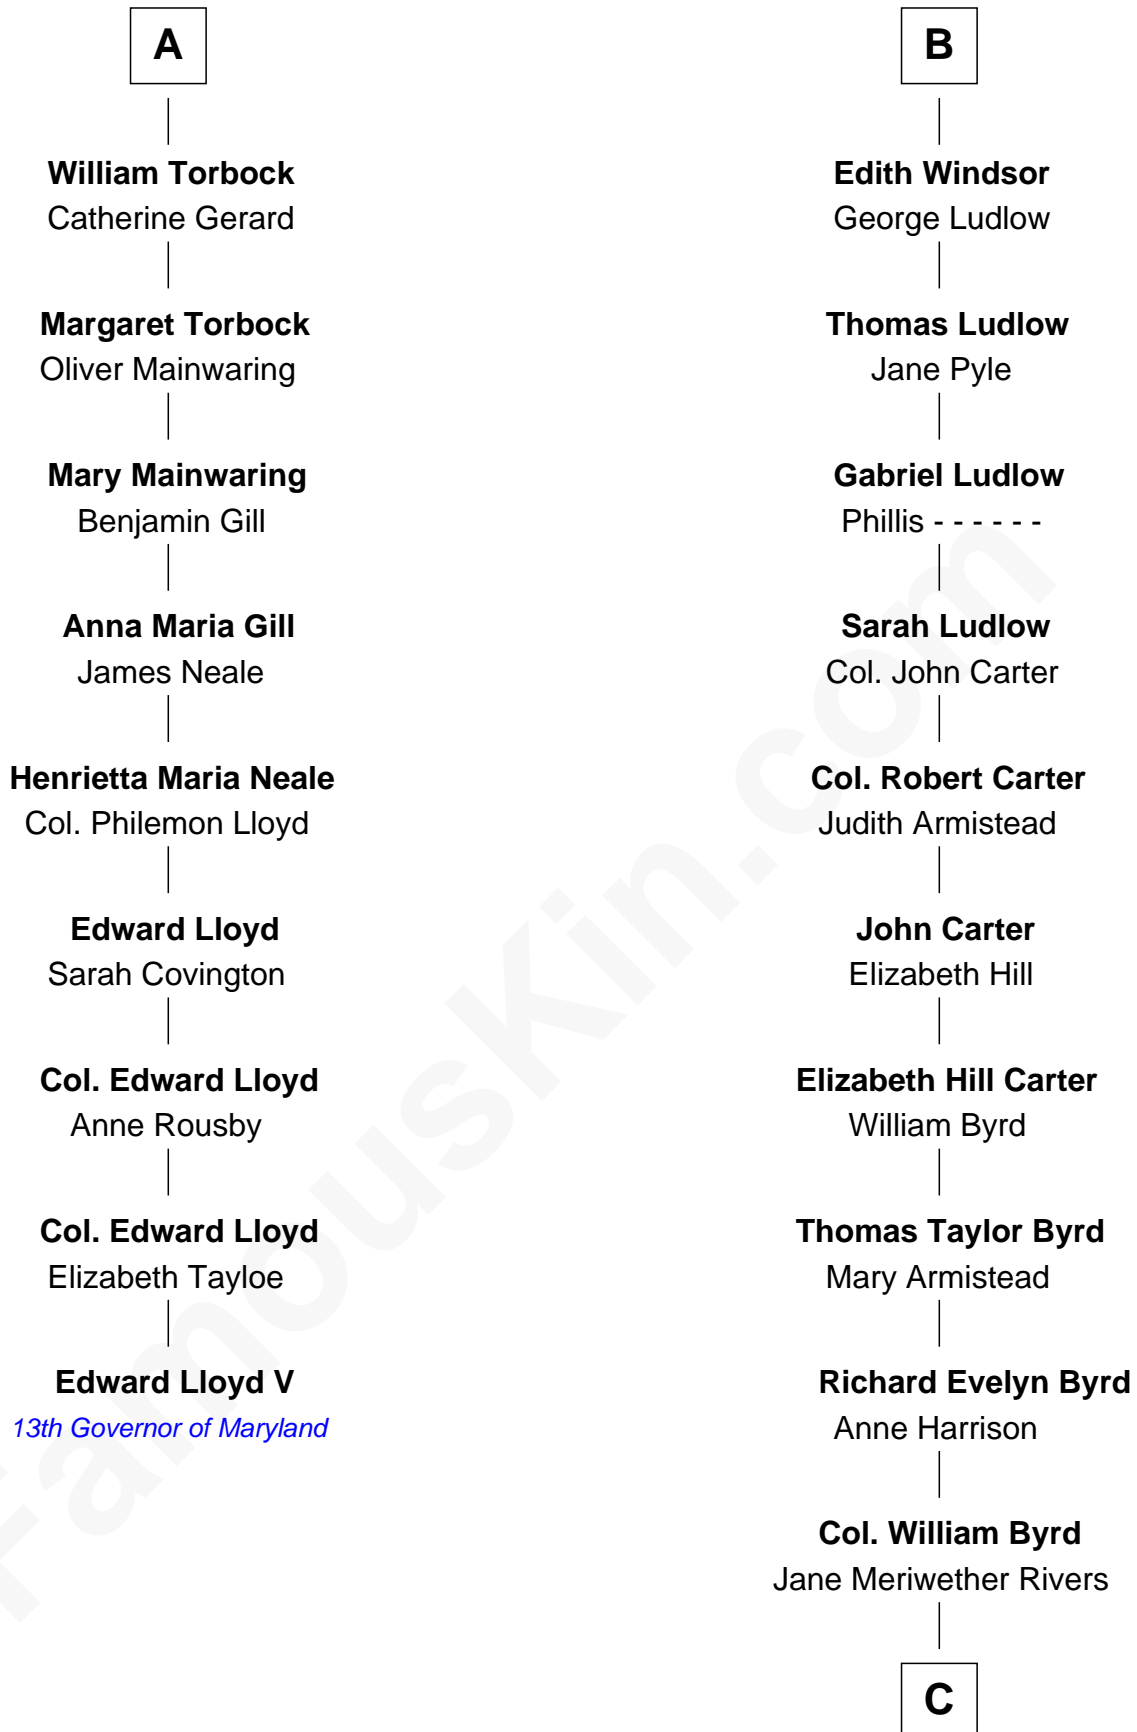 A
William Torbock
Catherine Gerard
Margaret Torbock
Oliver Mainwaring
Mary Mainwaring
Benjamin Gill
Anna Maria Gill
James Neale
Henrietta Maria Neale
Col. Philemon Lloyd
Edward Lloyd
Sarah Covington
Col. Edward Lloyd
Anne Rousby
Col. Edward Lloyd
Elizabeth Tayloe
Edward Lloyd V
13th Governor of Maryland
B
Edith Windsor
George Ludlow
Thomas Ludlow
Jane Pyle
Gabriel Ludlow
Phillis - - - - - -
Sarah Ludlow
Col. John Carter
Col. Robert Carter
Judith Armistead
John Carter
Elizabeth Hill
Elizabeth Hill Carter
William Byrd
Thomas Taylor Byrd
Mary Armistead
Richard Evelyn Byrd
Anne Harrison
Col. William Byrd
Jane Meriwether Rivers
C
FamousKin.com